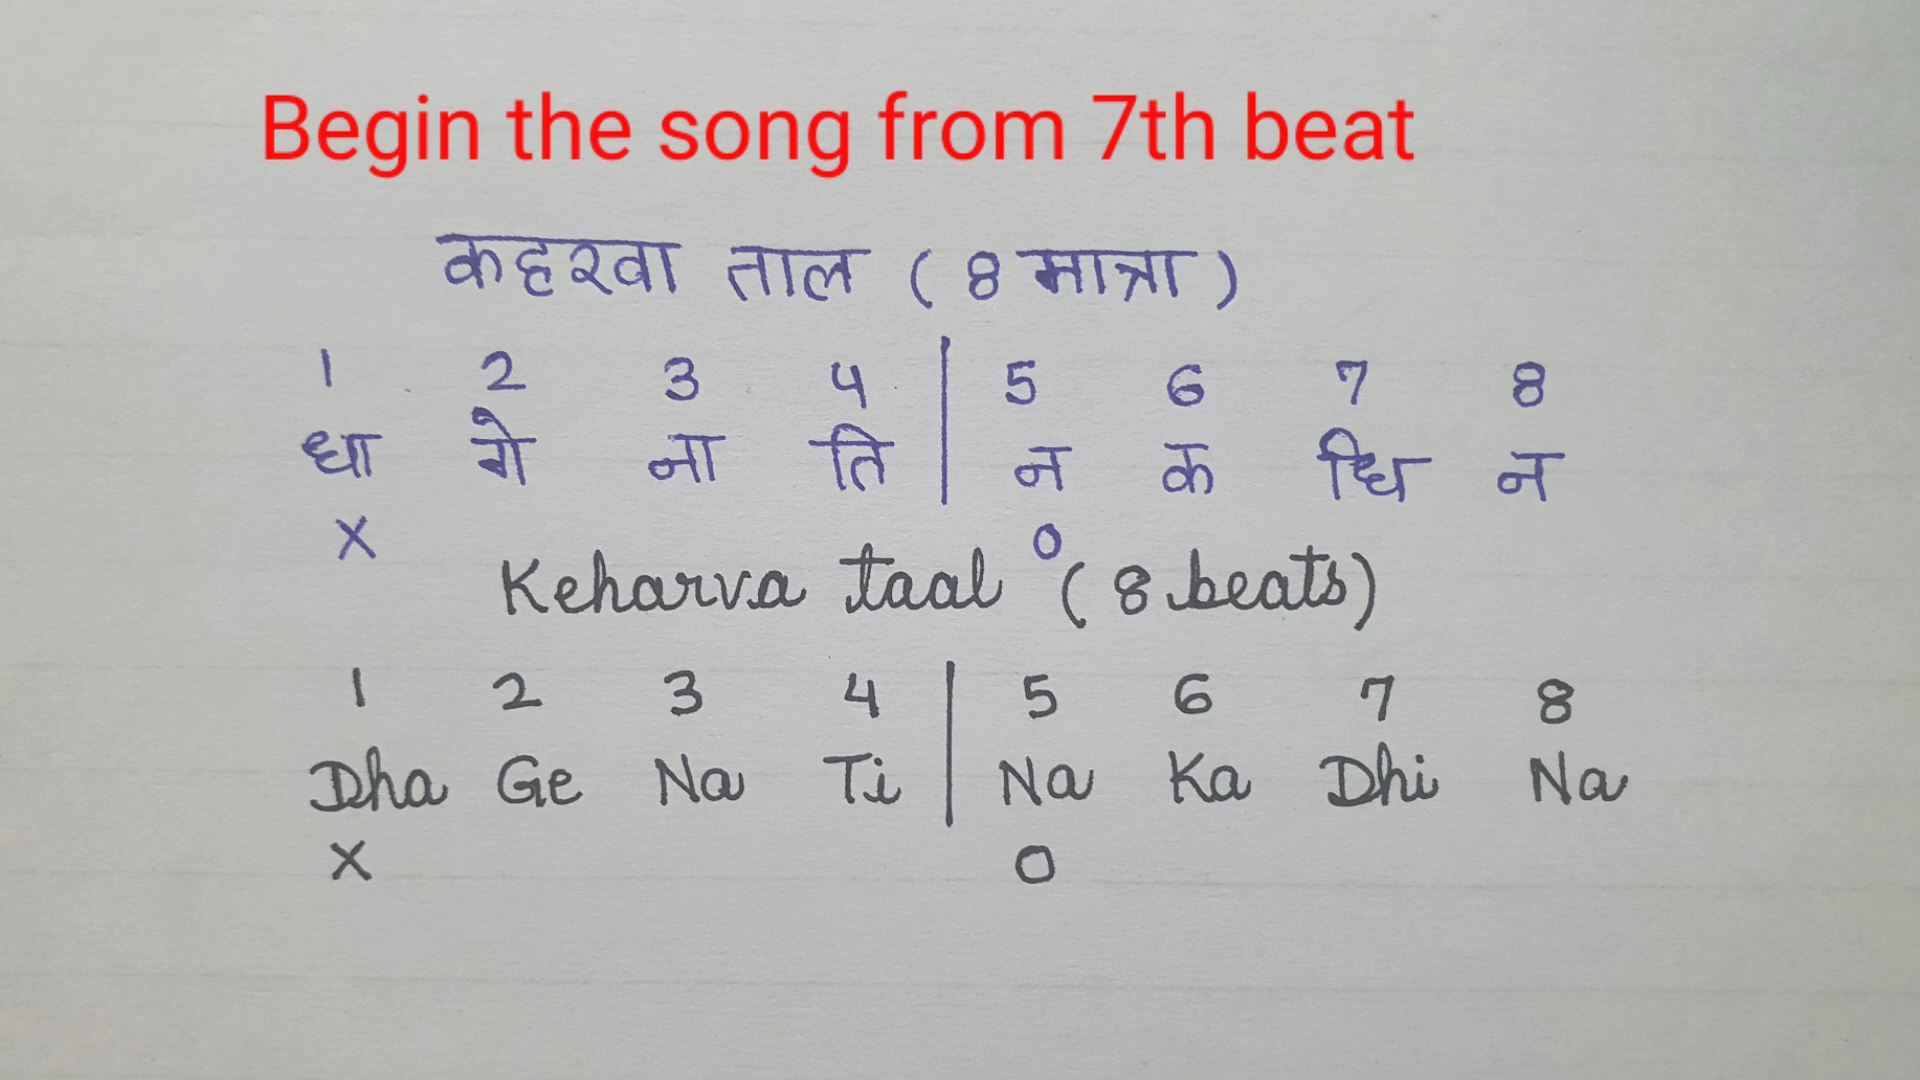 Begin the song from 7th beat
कहरवा ताल ( 8 मात्रा )
1 2 3 4 | 5 6 7 8
धा गे ना ति | न क धि न
X 0
Keharva taal ( 8 beats )
1 2 3 4 | 5 6 7 8
Dha Ge Na Ti | Na Ka Dhi Na
X 0